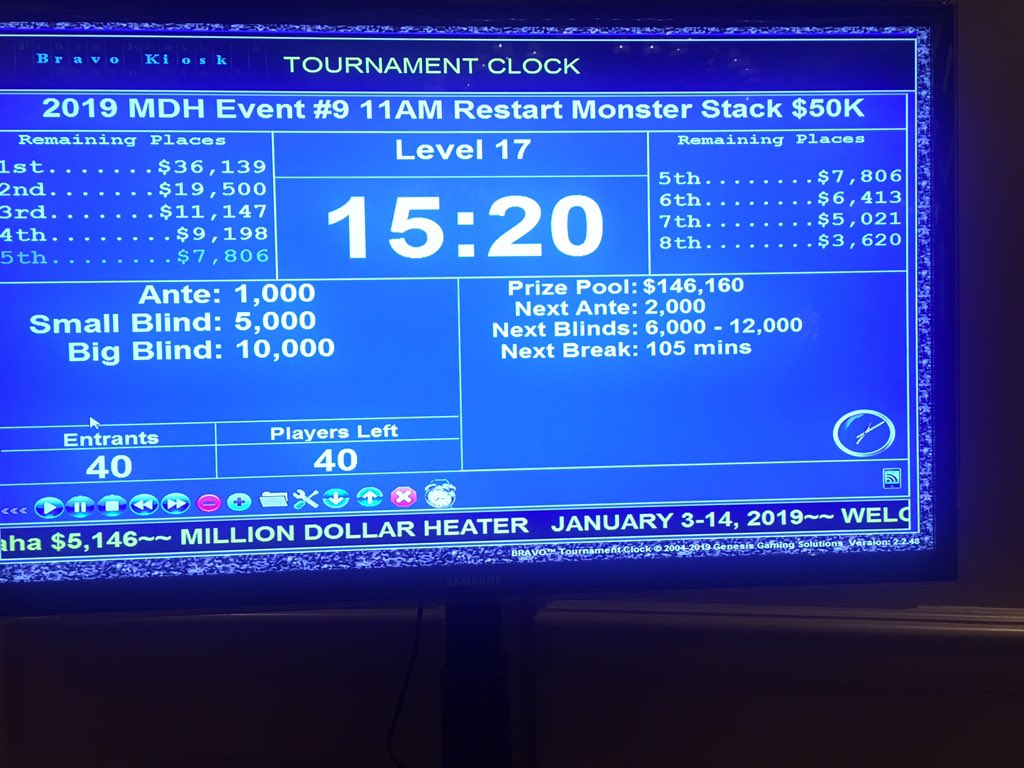 Bravo Kiosk
TOURNAMENT CLOCK
2019 MDH Event #9 11AM Restart Monster Stack $50K
Remaining Places
1st.......$36,139
2nd.......$19,500
3rd.......$11,147
4th........$9,198
5th........$7,806
Level 17
15:20
Remaining Places
5th........$7,806
6th........$6,413
7th........$5,021
8th........$3,620
Ante: 1,000
Small Blind: 5,000
Big Blind: 10,000
Prize Pool: $146,160
Next Ante: 2,000
Next Blinds: 6,000 - 12,000
Next Break: 105 mins
Entrants
40
Players Left
40
<<<
aha $5,146~~ MILLION DOLLAR HEATER JANUARY 3-14, 2019~~ WELC
BRAVO™ Tournament Clock © 2004-2019 Genesis Gaming Solutions Version: 2.2.48
SAMSUNG